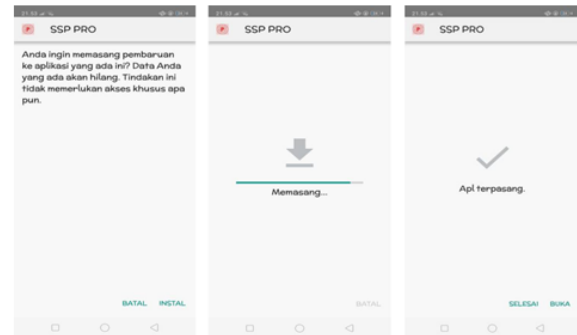 SSP PRO
Anda ingin memasang pembaruan
ke aplikasi yang ada ini? Data Anda
yang ada akan hilang. Tindakan ini
tidak memerlukan akses khusus apa
pun.
BATAL INSTAL
SSP PRO
Memasang...
BATAL
SSP PRO
Apl terpasang.
SELESAI BUKA